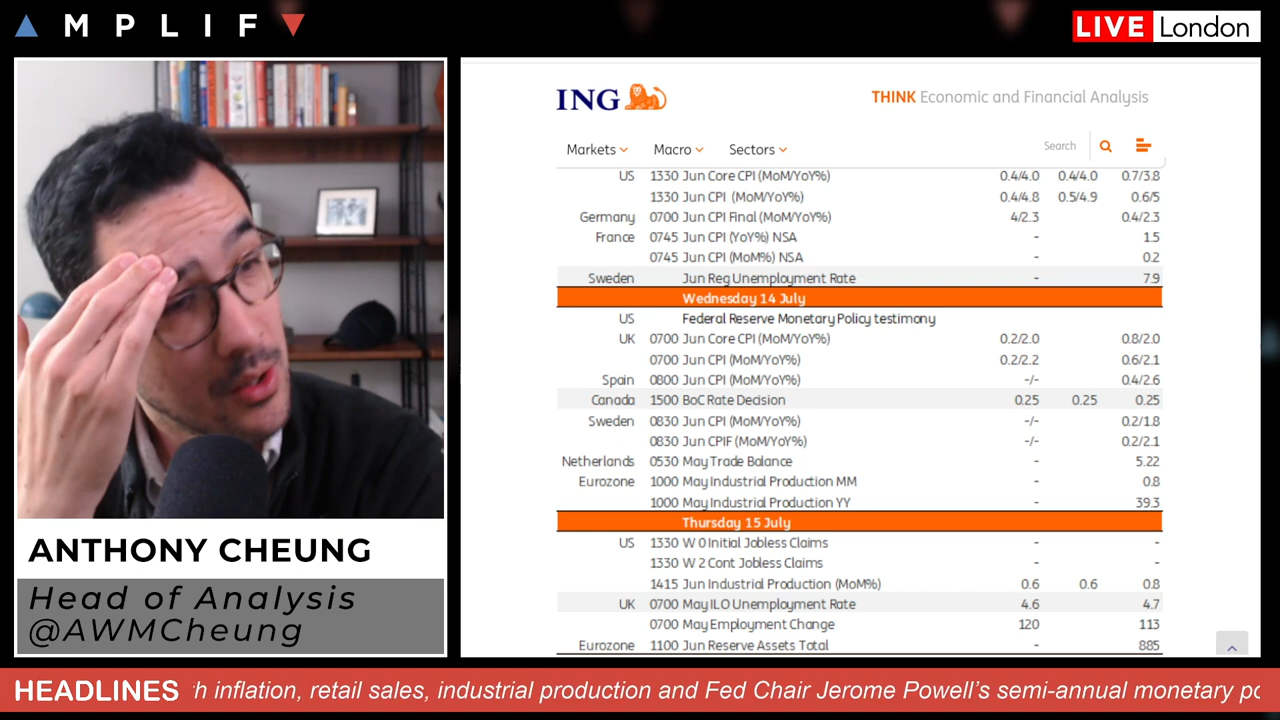 ▲ M P L I F ▼
LIVE London
ING
THINK Economic and Financial Analysis
Markets Macro Sectors Search
US 1330 Jun Core CPI (MoM/YoY%) 0.4/4.0 0.4/4.0 0.7/3.8
1330 Jun CPI (MoM/YoY%) 0.4/4.8 0.5/4.9 0.6/5
Germany 0700 Jun CPI Final (MoM/YoY%) 4/2.3 0.4/2.3
France 0745 Jun CPI (YoY%) NSA - 1.5
0745 Jun CPI (MoM%) NSA - 0.2
Sweden Jun Reg Unemployment Rate - 7.9
Wednesday 14 July
US Federal Reserve Monetary Policy testimony
UK 0700 Jun Core CPI (MoM/YoY%) 0.2/2.0 0.8/2.0
0700 Jun CPI (MoM/YoY%) 0.2/2.2 0.6/2.1
Spain 0800 Jun CPI (MoM/YoY%) -/- 0.4/2.6
Canada 1500 BoC Rate Decision 0.25 0.25 0.25
Sweden 0830 Jun CPI (MoM/YoY%) -/- 0.2/1.8
0830 Jun CPIF (MoM/YoY%) -/- 0.2/2.1
Netherlands 0530 May Trade Balance - 5.22
Eurozone 1000 May Industrial Production MM - 0.8
1000 May Industrial Production YY - 39.3
Thursday 15 July
US 1330 W 0 Initial Jobless Claims - -
1330 W 2 Cont Jobless Claims - -
1415 Jun Industrial Production (MoM%) 0.6 0.6 0.8
UK 0700 May ILO Unemployment Rate 4.6 4.7
0700 May Employment Change 120 113
Eurozone 1100 Jun Reserve Assets Total - 885
ANTHONY CHEUNG
Head of Analysis
@AWMCheung
HEADLINES h inflation, retail sales, industrial production and Fed Chair Jerome Powell's semi-annual monetary po